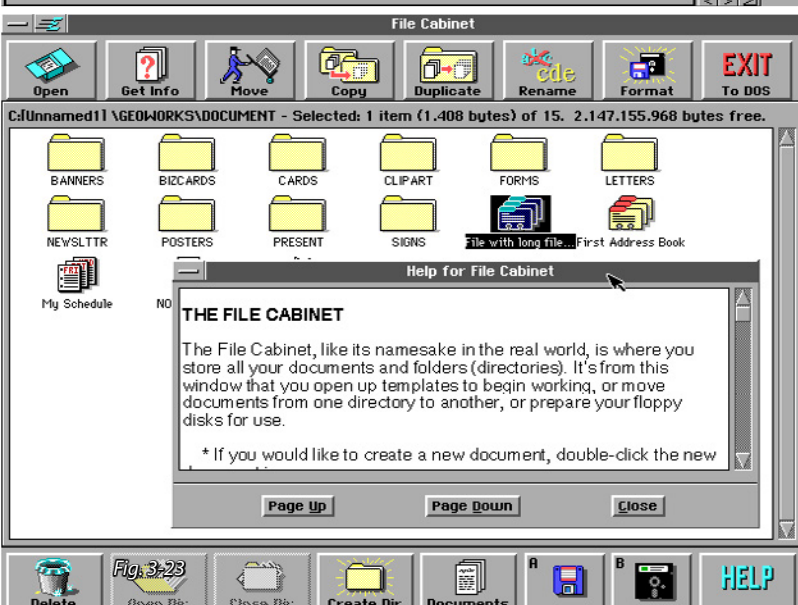 File Cabinet
Open Get Info Move Copy Duplicate cde Rename Format EXIT To DOS
C:[Unnamed1] \GEOWORKS\DOCUMENT - Selected: 1 item (1.408 bytes) of 15. 2.147.155.968 bytes free.
BANNERS BIZCARDS CARDS CLIPART FORMS LETTERS
NEWSLTTR POSTERS PRESENT SIGNS File with long file... First Address Book
FRI
My Schedule NO
Help for File Cabinet
THE FILE CABINET
The File Cabinet, like its namesake in the real world, is where you
store all your documents and folders (directories). It's from this
window that you open up templates to begin working, or move
documents from one directory to another, or prepare your floppy
disks for use.
* If you would like to create a new document, double-click the new
Page Up Page Down Close
Fig. 3-23
A B HELP
Delete Open Dir Close Dir Create Dir Documents